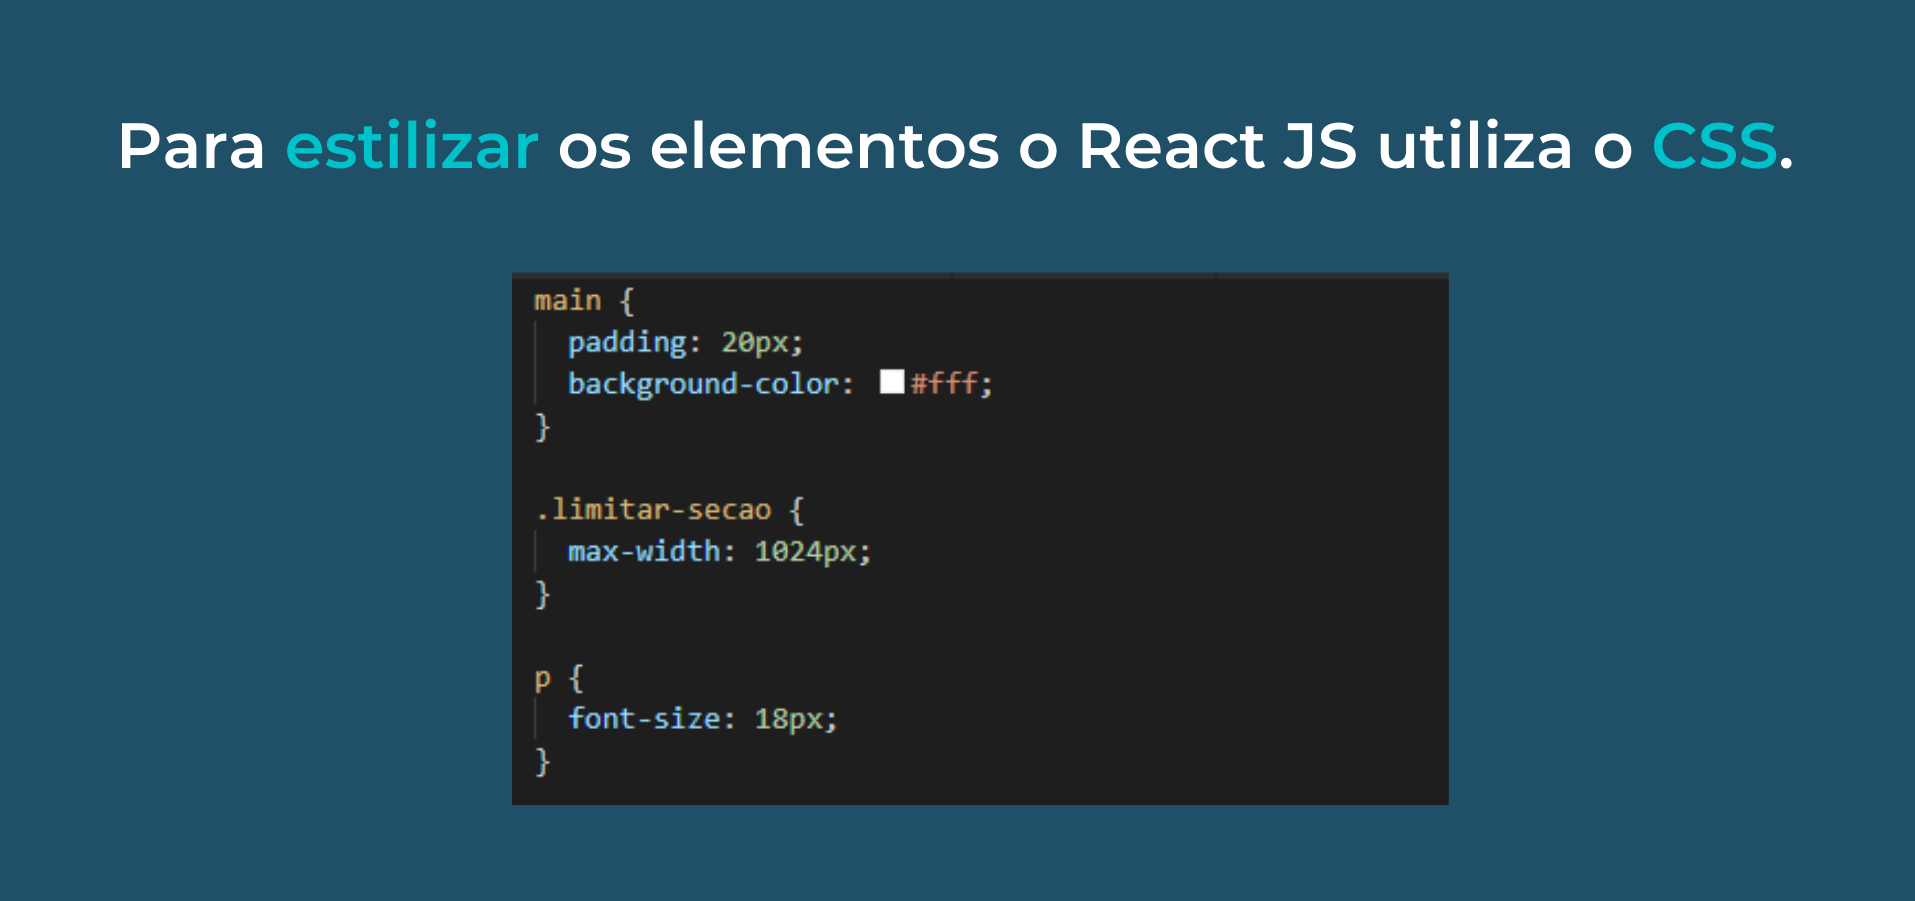 Para estilizar os elementos o React JS utiliza o CSS.
main {
padding: 20px;
background-color: #fff;
}
.limitar-secao {
max-width: 1024px;
}
p {
font-size: 18px;
}